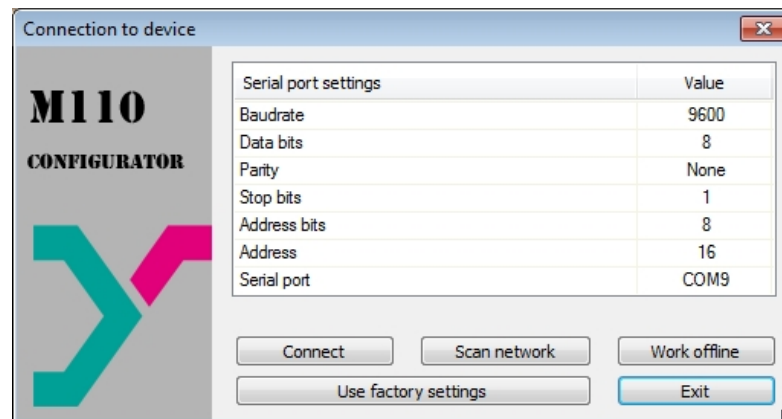 Connection to device
M110
CONFIGURATOR
Serial port settings Value
Baudrate 9600
Data bits 8
Parity None
Stop bits 1
Address bits 8
Address 16
Serial port COM9
Connect Scan network Work offline
Use factory settings Exit